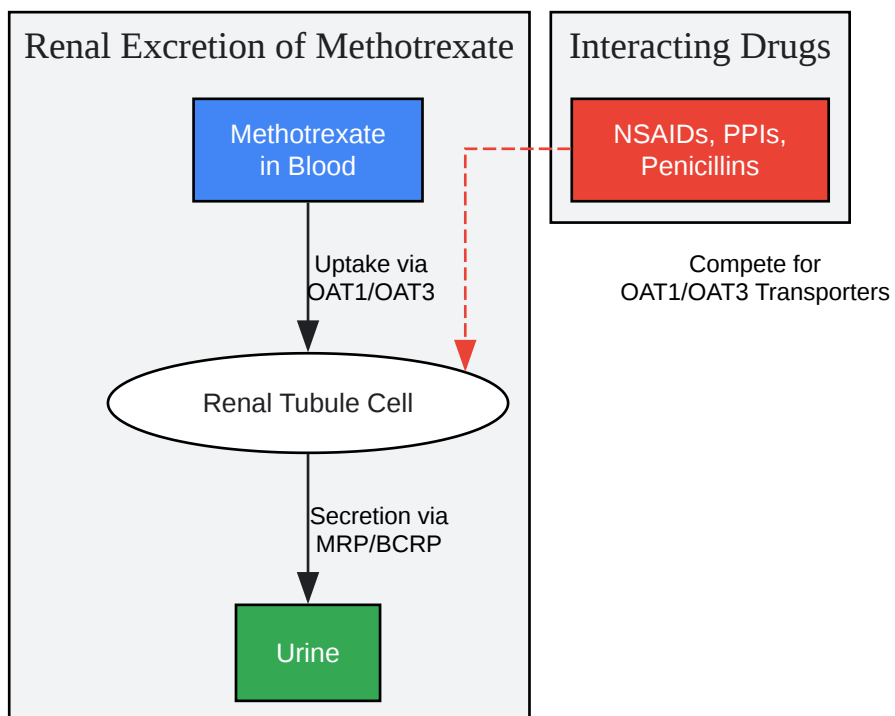 Renal Excretion of Methotrexate
Interacting Drugs
Methotrexate
in Blood
NSAIDs, PPIs,
Penicillins
Uptake via
OAT1/OAT3
Compete for
OAT1/OAT3 Transporters
Renal Tubule Cell
Secretion via
MRP/BCRP
Urine